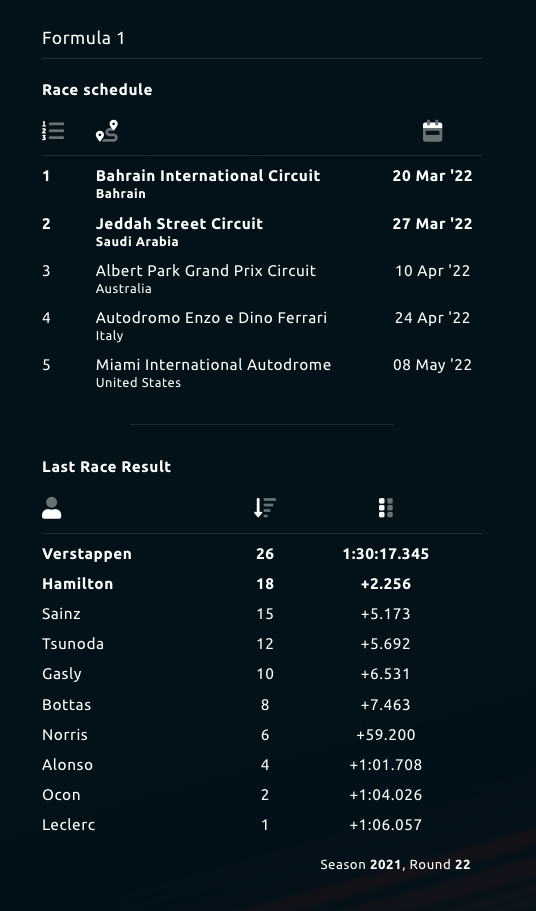 Formula 1
Race schedule
1 Bahrain International Circuit 20 Mar '22
Bahrain
2 Jeddah Street Circuit 27 Mar '22
Saudi Arabia
3 Albert Park Grand Prix Circuit 10 Apr '22
Australia
4 Autodromo Enzo e Dino Ferrari 24 Apr '22
Italy
5 Miami International Autodrome 08 May '22
United States
Last Race Result
Verstappen 26 1:30:17.345
Hamilton 18 +2.256
Sainz 15 +5.173
Tsunoda 12 +5.692
Gasly 10 +6.531
Bottas 8 +7.463
Norris 6 +59.200
Alonso 4 +1:01.708
Ocon 2 +1:04.026
Leclerc 1 +1:06.057
Season 2021, Round 22